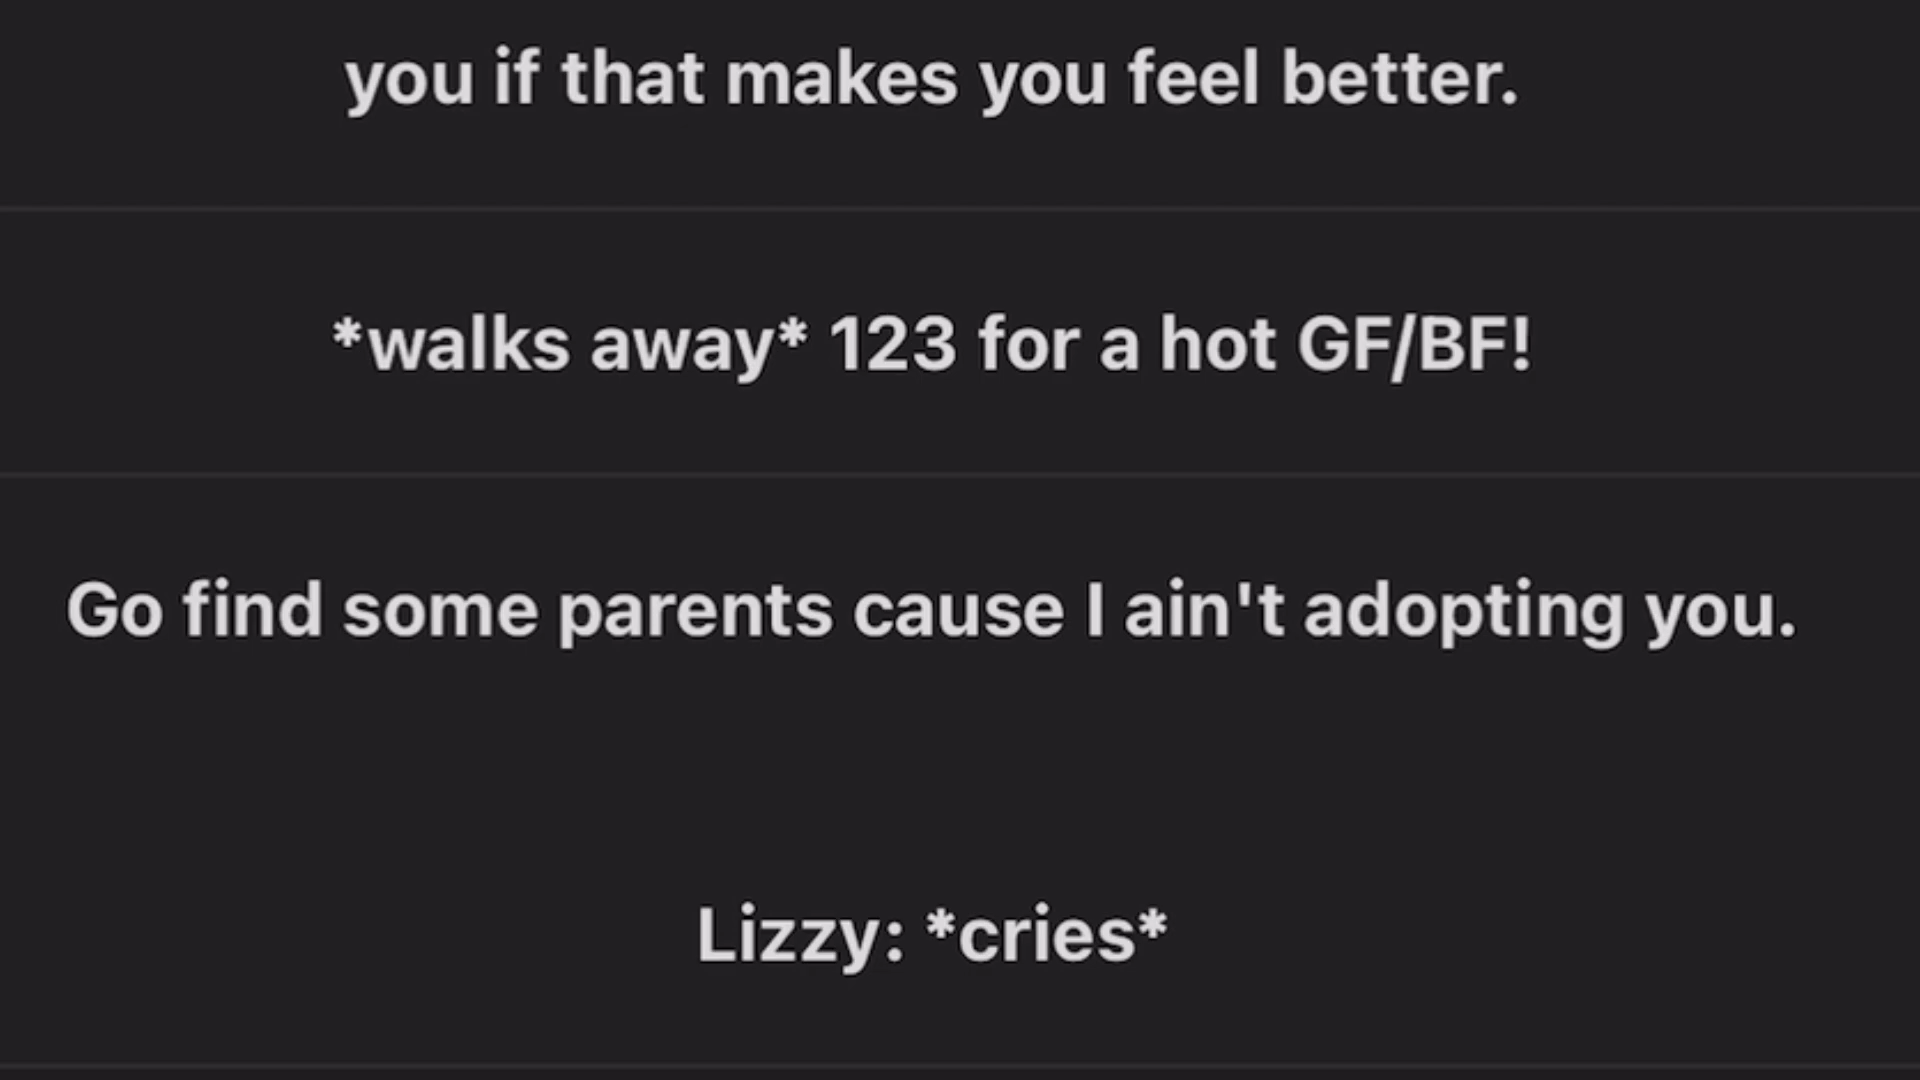 you if that makes you feel better.
*walks away* 123 for a hot GF/BF!
Go find some parents cause I ain't adopting you.
Lizzy: *cries*